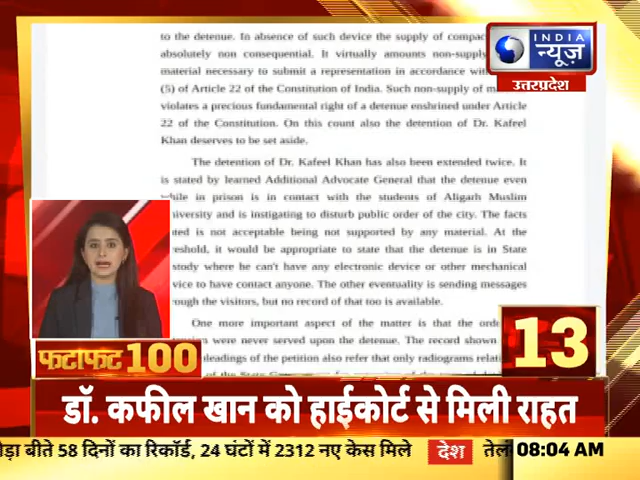 to the detenue. In absence of such device the supply of compac
absolutely non consequential. It virtually amounts non-supply
material necessary to submit a representation in accordance with
(5) of Article 22 of the Constitution of India. Such non-supply of m
violates a precious fundamental right of a detenue enshrined under Article
22 of the Constitution. On this count also the detention of Dr. Kafeel
Khan deserves to be set aside.
The detention of Dr. Kafeel Khan has also been extended twice. It
is stated by learned Additional Advocate General that the detenue even
while in prison is in contact with the students of Aligarh Muslim
University and is instigating to disturb public order of the city. The facts
ated is not acceptable being not supported by any material. At the
reshold, it would be appropriate to state that the detenue is in State
stody where he can't have any electronic device or other mechanical
vice to have contact anyone. The other eventuality is sending messages
rough the visitors, but no record of that too is available.
One more important aspect of the matter is that the orde
were never served upon the detenue. The record shown
pleadings of the petition also refer that only radiograms relati
INDIA
न्यूज़
उत्तरप्रदेश
फटाफट 100
13
डॉ. कफील खान को हाईकोर्ट से मिली राहत
ोड़ा बीते 58 दिनों का रिकॉर्ड, 24 घंटों में 2312 नए केस मिले देश तेल
08:04 AM